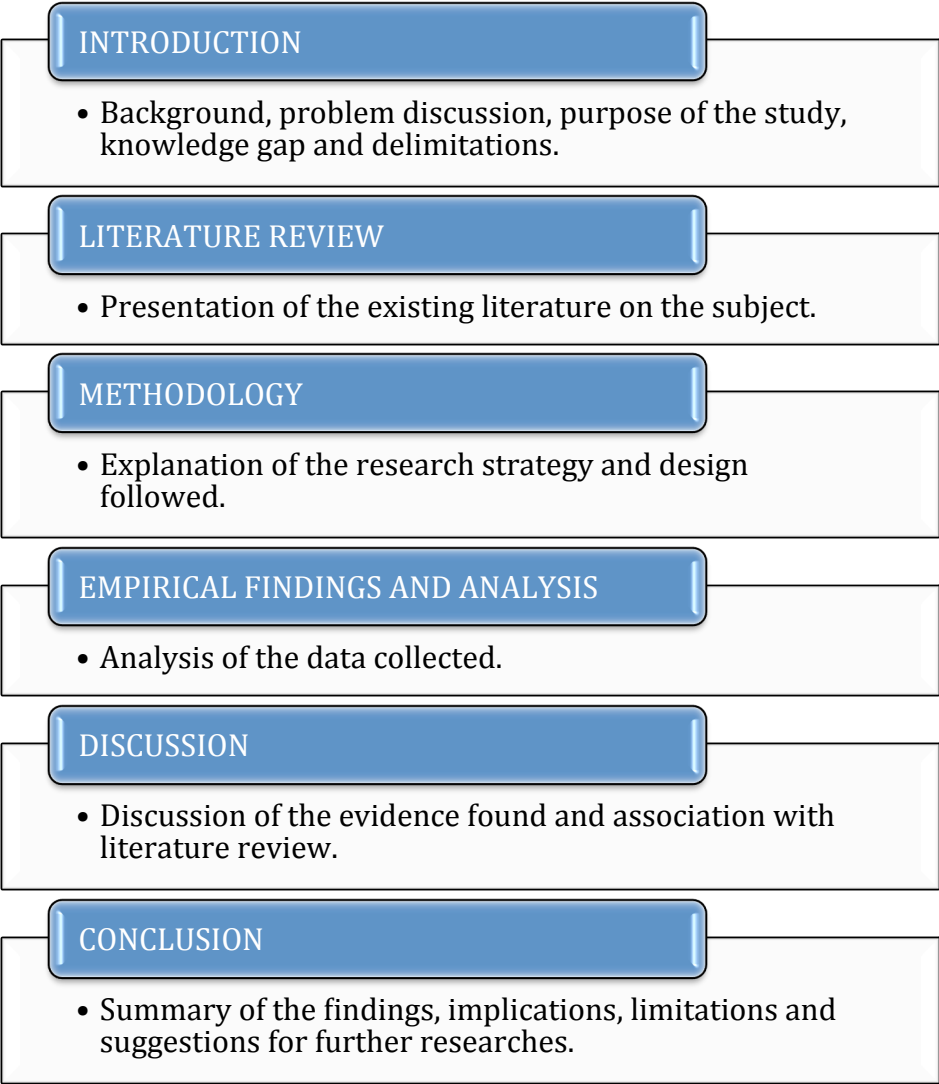 INTRODUCTION
• Background, problem discussion, purpose of the study,
knowledge gap and delimitations.
LITERATURE REVIEW
• Presentation of the existing literature on the subject.
METHODOLOGY
• Explanation of the research strategy and design
followed.
EMPIRICAL FINDINGS AND ANALYSIS
• Analysis of the data collected.
DISCUSSION
• Discussion of the evidence found and association with
literature review.
CONCLUSION
• Summary of the findings, implications, limitations and
suggestions for further researches.